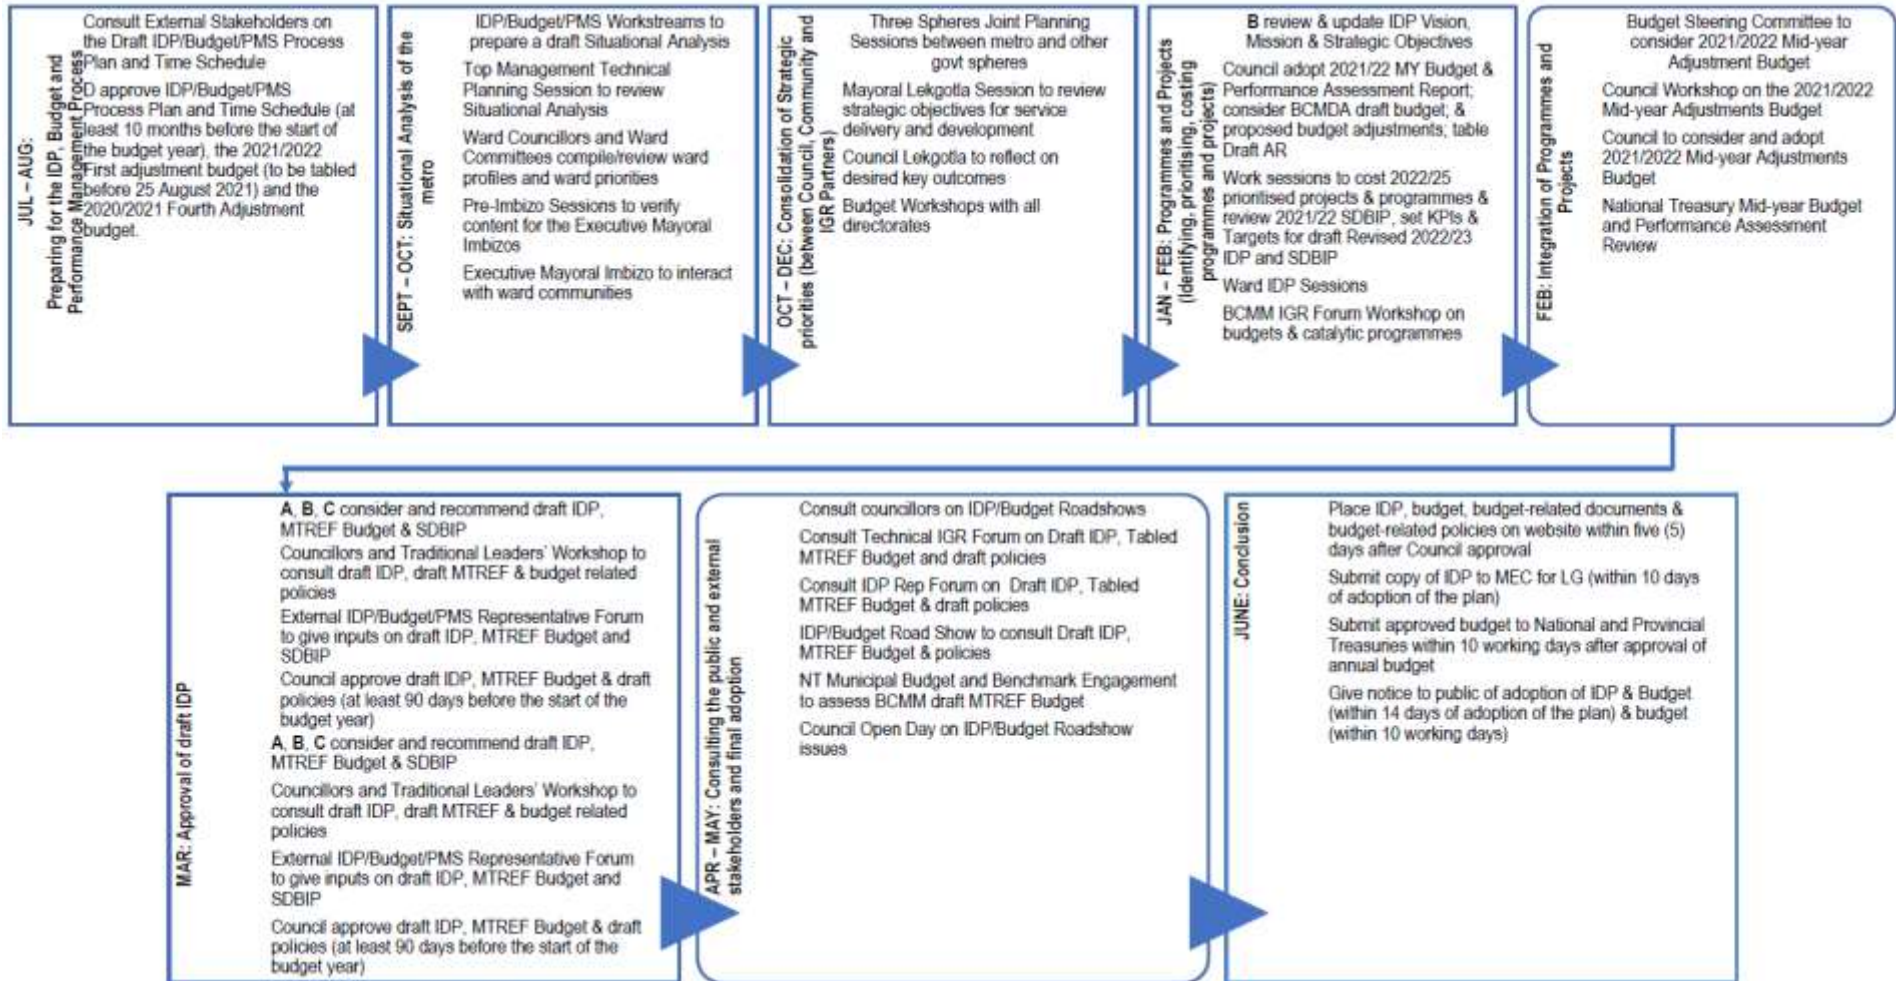 JUL – AUG:
Preparing for the IDP, Budget and
Performance Management Process
Consult External Stakeholders on
the Draft IDP/Budget/PMS Process
Plan and Time Schedule
D approve IDP/Budget/PMS
Process Plan and Time Schedule (at
least 10 months before the start of
the budget year), the 2021/2022
First adjustment budget (to be tabled
before 25 August 2021) and the
2020/2021 Fourth Adjustment
budget.
SEPT – OCT: Situational Analysis of the
metro
IDP/Budget/PMS Workstreams to
prepare a draft Situational Analysis
Top Management Technical
Planning Session to review
Situational Analysis
Ward Councillors and Ward
Committees compile/review ward
profiles and ward priorities
Pre-Imbizo Sessions to verify
content for the Executive Mayoral
Imbizos
Executive Mayoral Imbizo to interact
with ward communities
OCT – DEC: Consolidation of Strategic
priorities (between Council, Community and
IGR Partners)
Three Spheres Joint Planning
Sessions between metro and other
govt spheres
Mayoral Lekgotla Session to review
strategic objectives for service
delivery and development
Council Lekgotla to reflect on
desired key outcomes
Budget Workshops with all
directorates
JAN – FEB: Programmes and Projects
(Identifying, prioritising, costing
programmes and projects)
B review & update IDP Vision,
Mission & Strategic Objectives
Council adopt 2021/22 MY Budget &
Performance Assessment Report;
consider BCMDA draft budget; &
proposed budget adjustments; table
Draft AR
Work sessions to cost 2022/25
prioritised projects & programmes &
review 2021/22 SDBIP, set KPIs &
Targets for draft Revised 2022/23
IDP and SDBIP
Ward IDP Sessions
BCMM IGR Forum Workshop on
budgets & catalytic programmes
FEB: Integration of Programmes and
Projects
Budget Steering Committee to
consider 2021/2022 Mid-year
Adjustment Budget
Council Workshop on the 2021/2022
Mid-year Adjustments Budget
Council to consider and adopt
2021/2022 Mid-year Adjustments
Budget
National Treasury Mid-year Budget
and Performance Assessment
Review
MAR: Approval of draft IDP
A, B, C consider and recommend draft IDP,
MTREF Budget & SDBIP
Councillors and Traditional Leaders' Workshop to
consult draft IDP, draft MTREF & budget related
policies
External IDP/Budget/PMS Representative Forum
to give inputs on draft IDP, MTREF Budget and
SDBIP
Council approve draft IDP, MTREF Budget & draft
policies (at least 90 days before the start of the
budget year)
A, B, C consider and recommend draft IDP,
MTREF Budget & SDBIP
Councillors and Traditional Leaders' Workshop to
consult draft IDP, draft MTREF & budget related
policies
External IDP/Budget/PMS Representative Forum
to give inputs on draft IDP, MTREF Budget and
SDBIP
Council approve draft IDP, MTREF Budget & draft
policies (at least 90 days before the start of the
budget year)
APR – MAY: Consulting the public and external
stakeholders and final adoption
Consult councillors on IDP/Budget Roadshows
Consult Technical IGR Forum on Draft IDP, Tabled
MTREF Budget and draft policies
Consult IDP Rep Forum on Draft IDP, Tabled
MTREF Budget & draft policies
IDP/Budget Road Show to consult Draft IDP,
MTREF Budget & policies
NT Municipal Budget and Benchmark Engagement
to assess BCMM draft MTREF Budget
Council Open Day on IDP/Budget Roadshow
issues
JUNE: Conclusion
Place IDP, budget, budget-related documents &
budget-related policies on website within five (5)
days after Council approval
Submit copy of IDP to MEC for LG (within 10 days
of adoption of the plan)
Submit approved budget to National and Provincial
Treasuries within 10 working days after approval of
annual budget
Give notice to public of adoption of IDP & Budget
(within 14 days of adoption of the plan) & budget
(within 10 working days)